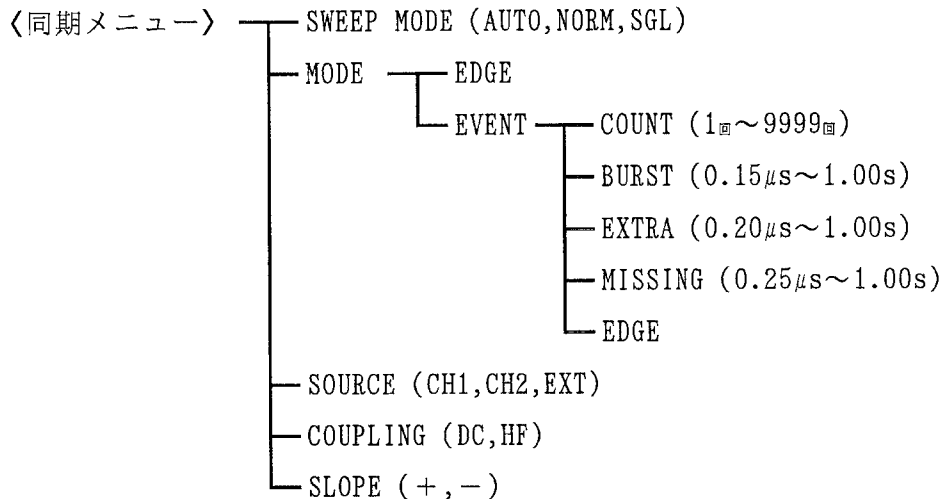 〈同期メニュー〉 SWEEP MODE (AUTO,NORM,SGL)
MODE EDGE
EVENT COUNT (1回～9999回)
BURST (0.15μs～1.00s)
EXTRA (0.20μs～1.00s)
MISSING (0.25μs～1.00s)
EDGE
SOURCE (CH1,CH2,EXT)
COUPLING (DC,HF)
SLOPE (+,-)